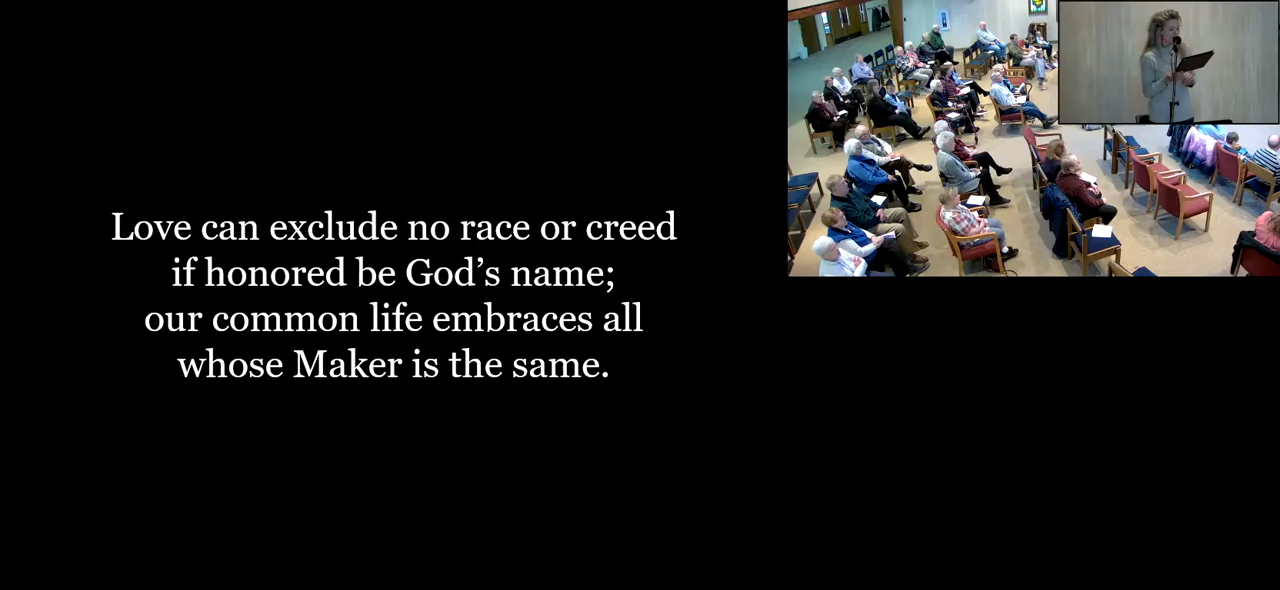 Love can exclude no race or creed
if honored be God’s name;
our common life embraces all
whose Maker is the same.